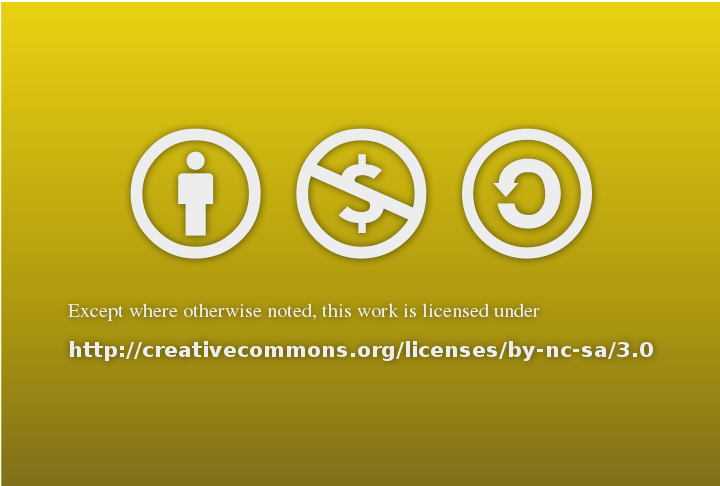 Except where otherwise noted, this work is licensed under
http://creativecommons.org/licenses/by-nc-sa/3.0